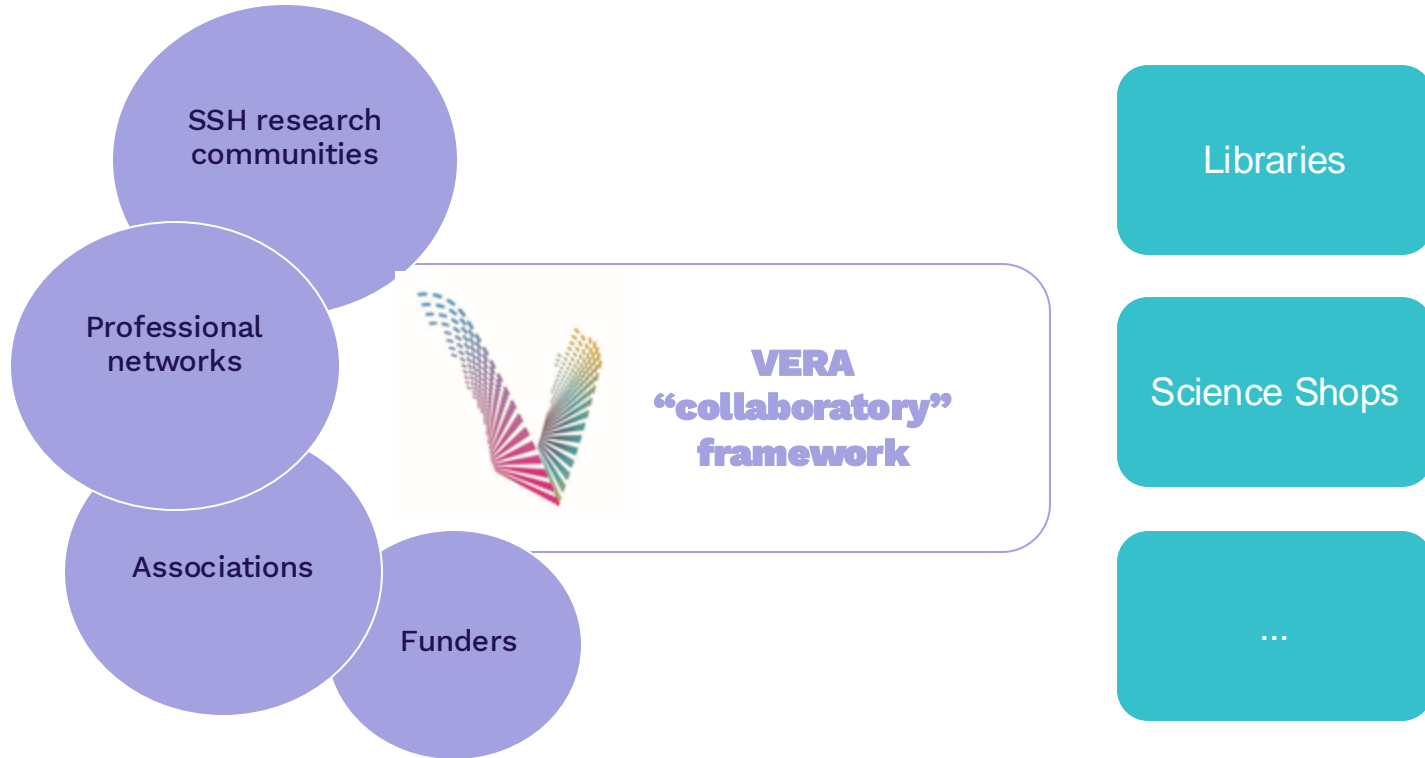 SSH research
communities
Professional
networks
Associations
Funders
VERA
“collaboratory”
framework
Libraries
Science Shops
...